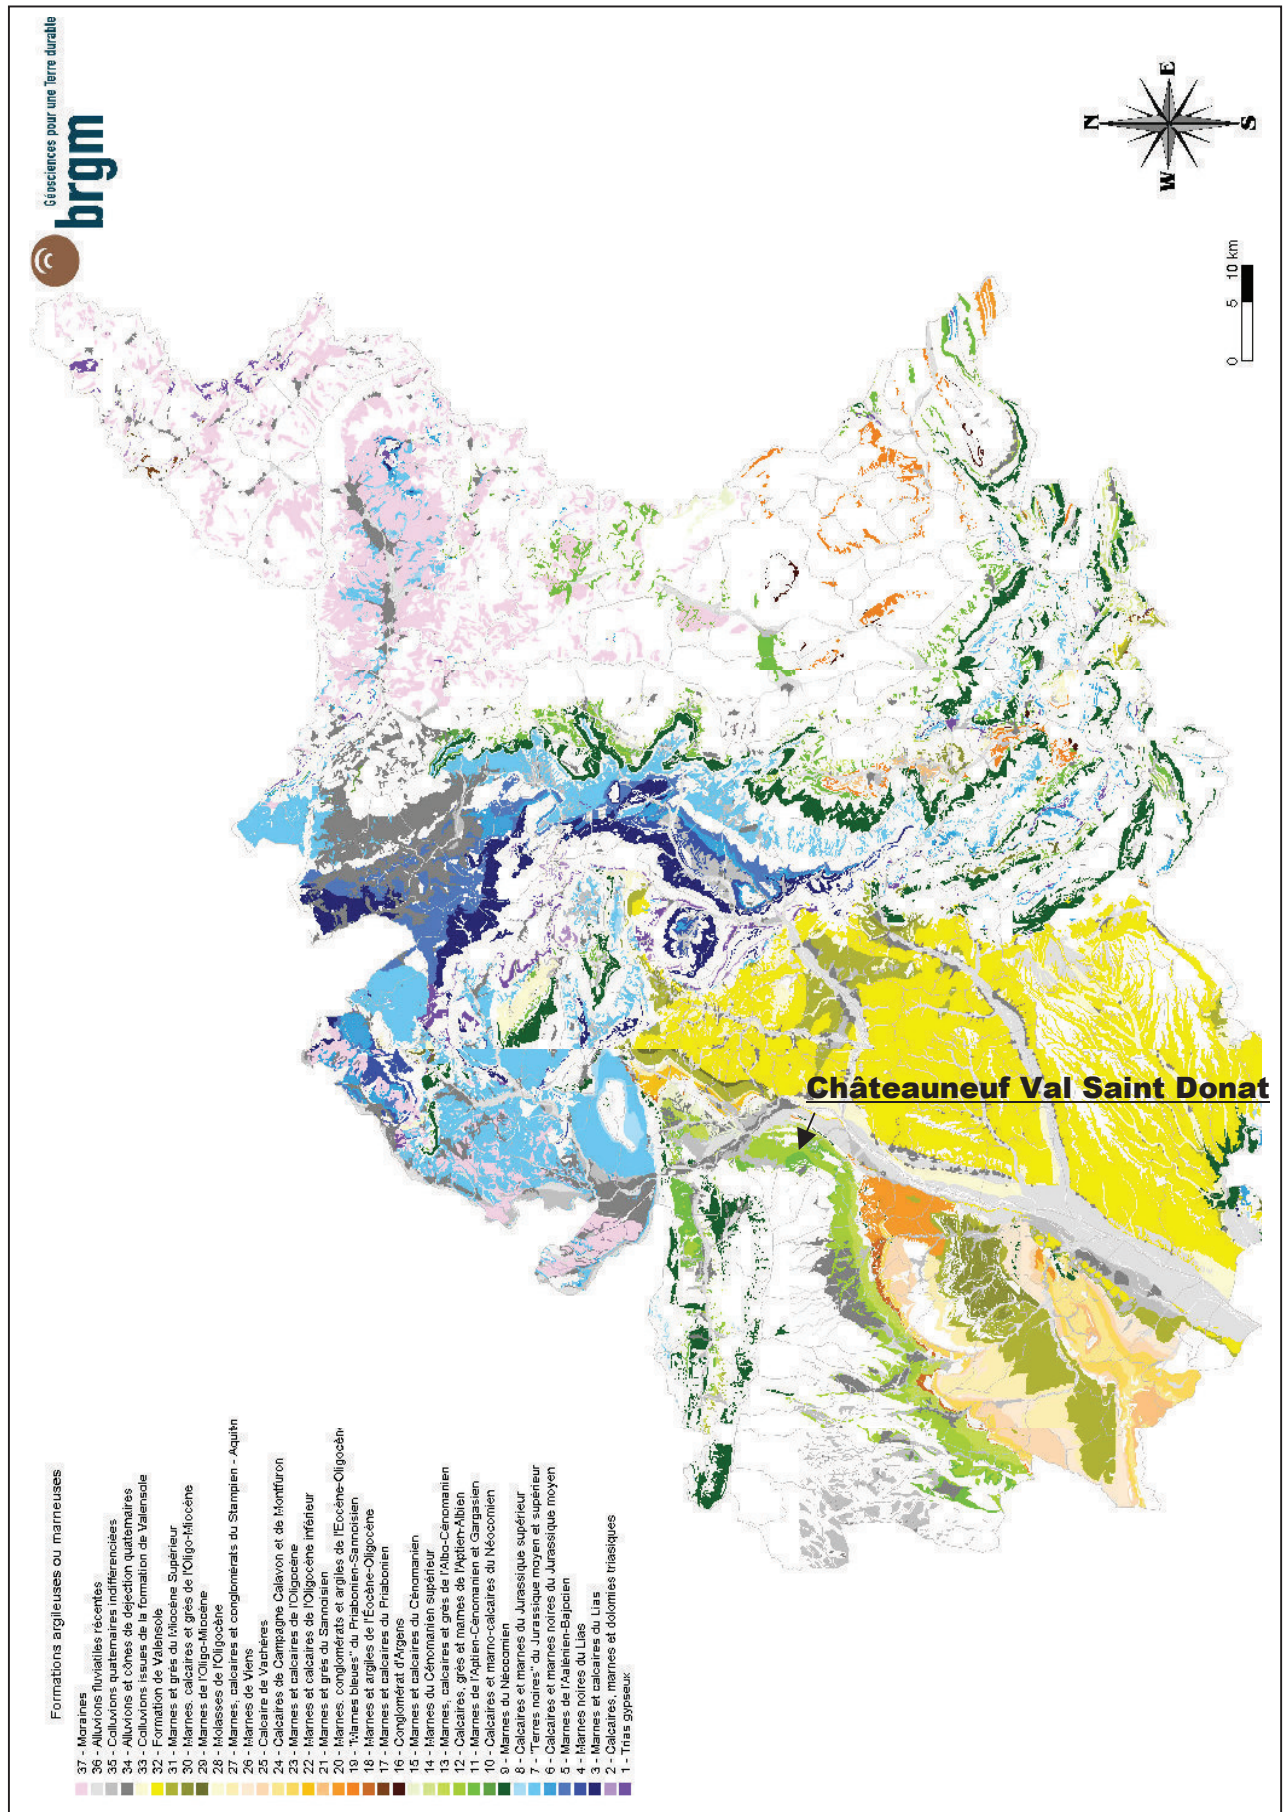 Géosciences pour une Terre durable
brgm
N
W
E
S
0 5 10 km
Châteauneuf Val Saint Donat
Formations argileuses ou marneuses
37 - Moraines
36 - Alluvions fluviatiles récentes
35 - Colluvions quaternaires indifférenciées
34 - Alluvions et cônes de dejection quaternaires
33 - Colluvions issues de la formation de Valensole
32 - Formation de Valensole
31 - Marnes et grès du Miocène Supérieur
30 - Marnes, calcaires et grès de l'Oligo-Miocène
29 - Marnes de l'Oligo-Miocène
28 - Molasses de l'Oligocène
27 - Marnes, calcaires et conglomérats du Stampien - Aquitén
26 - Marnes de Viens
25 - Calcaire de Vachères
24 - Calcaires de Campagne Calavon et de Montfuron
23 - Marnes et calcaires de l'Oligocène
22 - Marnes et calcaires de l'Oligocène inférieur
21 - Marnes et grès du Sannoisien
20 - Marnes, conglomérats et argiles de l'Eocène-Oligocène
19 - "Marnes bleues" du Priabonien-Sannoisien
18 - Marnes et argiles de l'Éocène-Oligocène
17 - Marnes et calcaires du Priabonien
16 - Conglomérat d'Argens
15 - Marnes et calcaires du Cénomanien
14 - Marnes du Cénomanien supérieur
13 - Marnes, calcaires et grès de l'Albo-Cénomanien
12 - Calcaires, grès et marnes de l'Aptien-Albien
11 - Marnes de l'Aptien-Cénomanien et Gargasien
10 - Calcaires et marno-calcaires du Néocomien
9 - Marnes du Néocomien
8 - Calcaires et marnes du Jurassique supérieur
7 - "Terres noires" du Jurassique moyen et supérieur
6 - Calcaires et marnes noires du Jurassique moyen
5 - Marnes de l'Aalénien-Bajocien
4 - Marnes noires du Lias
3 - Marnes et calcaires du Lias
2 - Calcaires, marnes et dolomies triasiques
1 - Trias gypseux